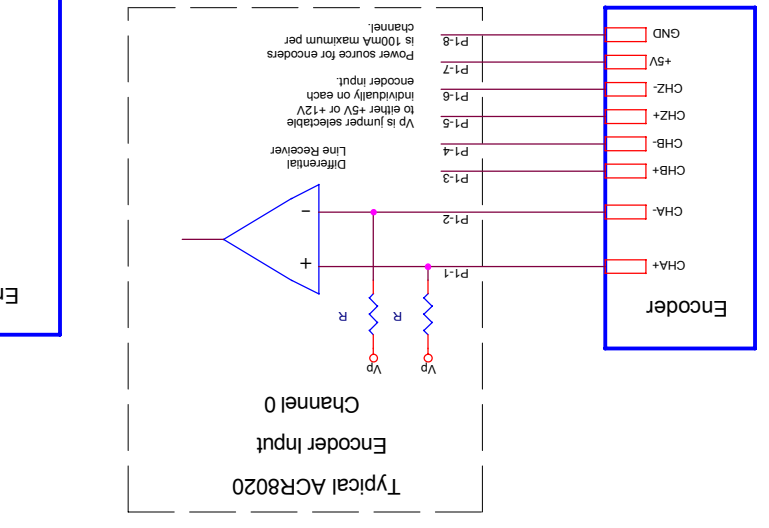 Typical ACR8020
Encoder Input
Channel 0
Vp
Vp
R
R
Encoder
CHA+
P1-1
+
CHA-
P1-2
-
Differential
Line Receiver
CHB+
P1-3
CHB-
P1-4
CHZ+
P1-5
CHZ-
P1-6
+5V
P1-7
GND
P1-8
Vp is jumper selectable
to either +5V or +12V
individually on each
encoder input.
Power source for encoders
is 100mA maximum per
channel.
En